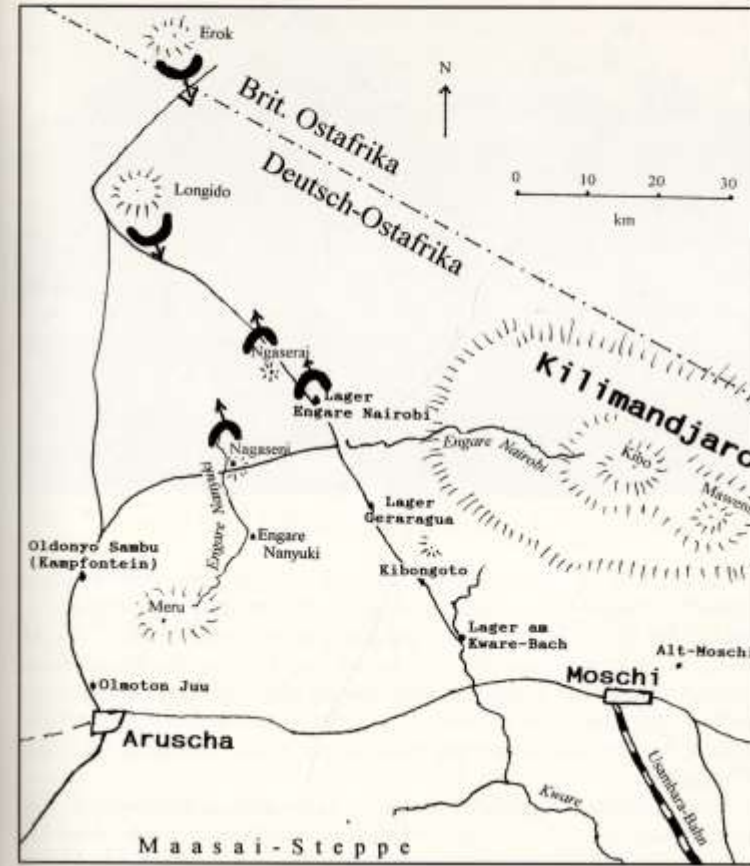 Erok
N
Brit. Ostafrika
Deutsch-Ostafrika
Longido
0 10 20 30
km
Ngaserai
Lager
Engare Nairobi
Kilimandjaro
Nagaseni
Engare Nairobi
Kibo
Mawensi
Engare Nanyuki
Lager
Geraragua
Engare
Nanyuki
Oldonyo Sambu
(Kampfontein)
Kibongoto
Meru
Lager am
Kware-Bach
Alt-Moschi
Moschi
Olmoton Juu
Aruscha
Usambara-Bahn
Kware
Maasai-Steppe